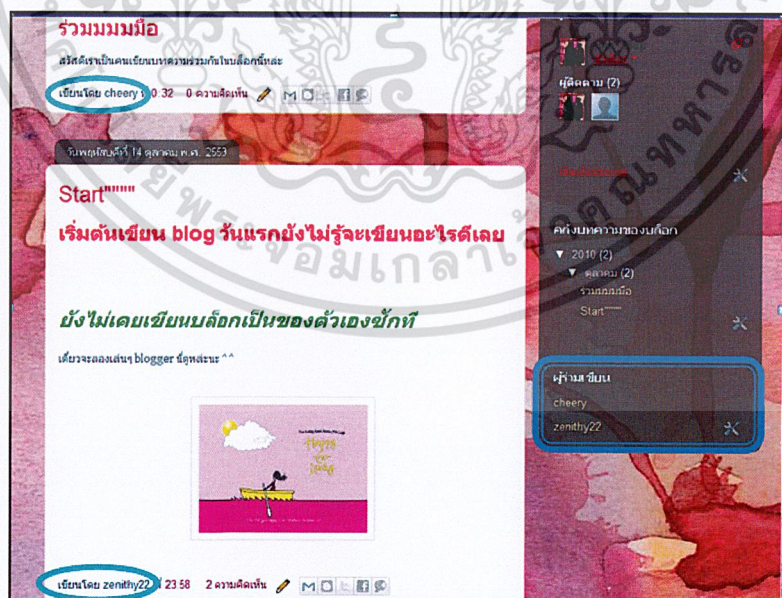 ร่วมมมมมือ
สวัสดีเราเป็นคนเขียนบทความร่วมกันในบล็อกนี้หละ
เขียนโดย cheery 0:32 0 ความคิดเห็น
วันพฤหัสบดีที่ 14 ตุลาคม พ.ศ. 2553
Start""""
เริ่มต้นเขียน blog วันแรกยังไม่รู้จะเขียนอะไรดีเลย
ยังไม่เคยเขียนบล็อกเป็นของตัวเองซักที
เดี๋ยวจะลองเล่นๆ blogger นี่ดูหล่ะนะ ^^
เขียนโดย zenithy22 ที่ 23:58 2 ความคิดเห็น
ผู้ติดตาม (2)
คลังบทความของบล็อก
▼ 2010 (2)
▼ ตุลาคม (2)
ร่วมมมมมือ
Start""""
ผู้ร่วมเขียน
cheery
zenithy22